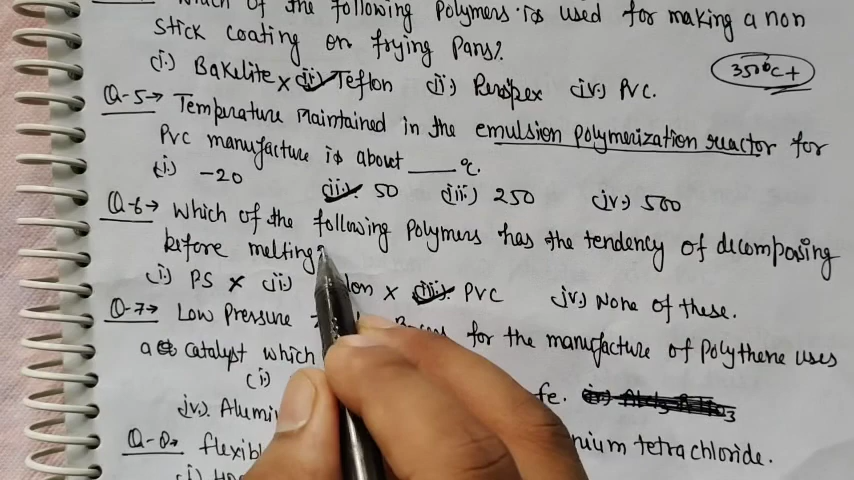 which of the following polymers is used for making a non
stick coating on frying pans?
(i.) Bakelite x (ii.) Teflon (ii.) Perspex (iv.) PVC.
350°C+
Q-5→ Temperature Maintained in the emulsion polymerization reactor for
PVC manufacture is about ____ °C.
(i.) -20 (ii.) 50 (iii.) 250 (iv.) 500
Q-6→ Which of the following polymers has the tendency of decomposing
before melting?
(i) PS x (ii) lon x (iii.) PVC (iv.) None of these.
Q-7→ Low Pressure for the manufacture of polythene uses
a catalyst which
(i) fe.
(iv.) Alumi nium tetrachloride.
Q-8→ flexibl
(i)